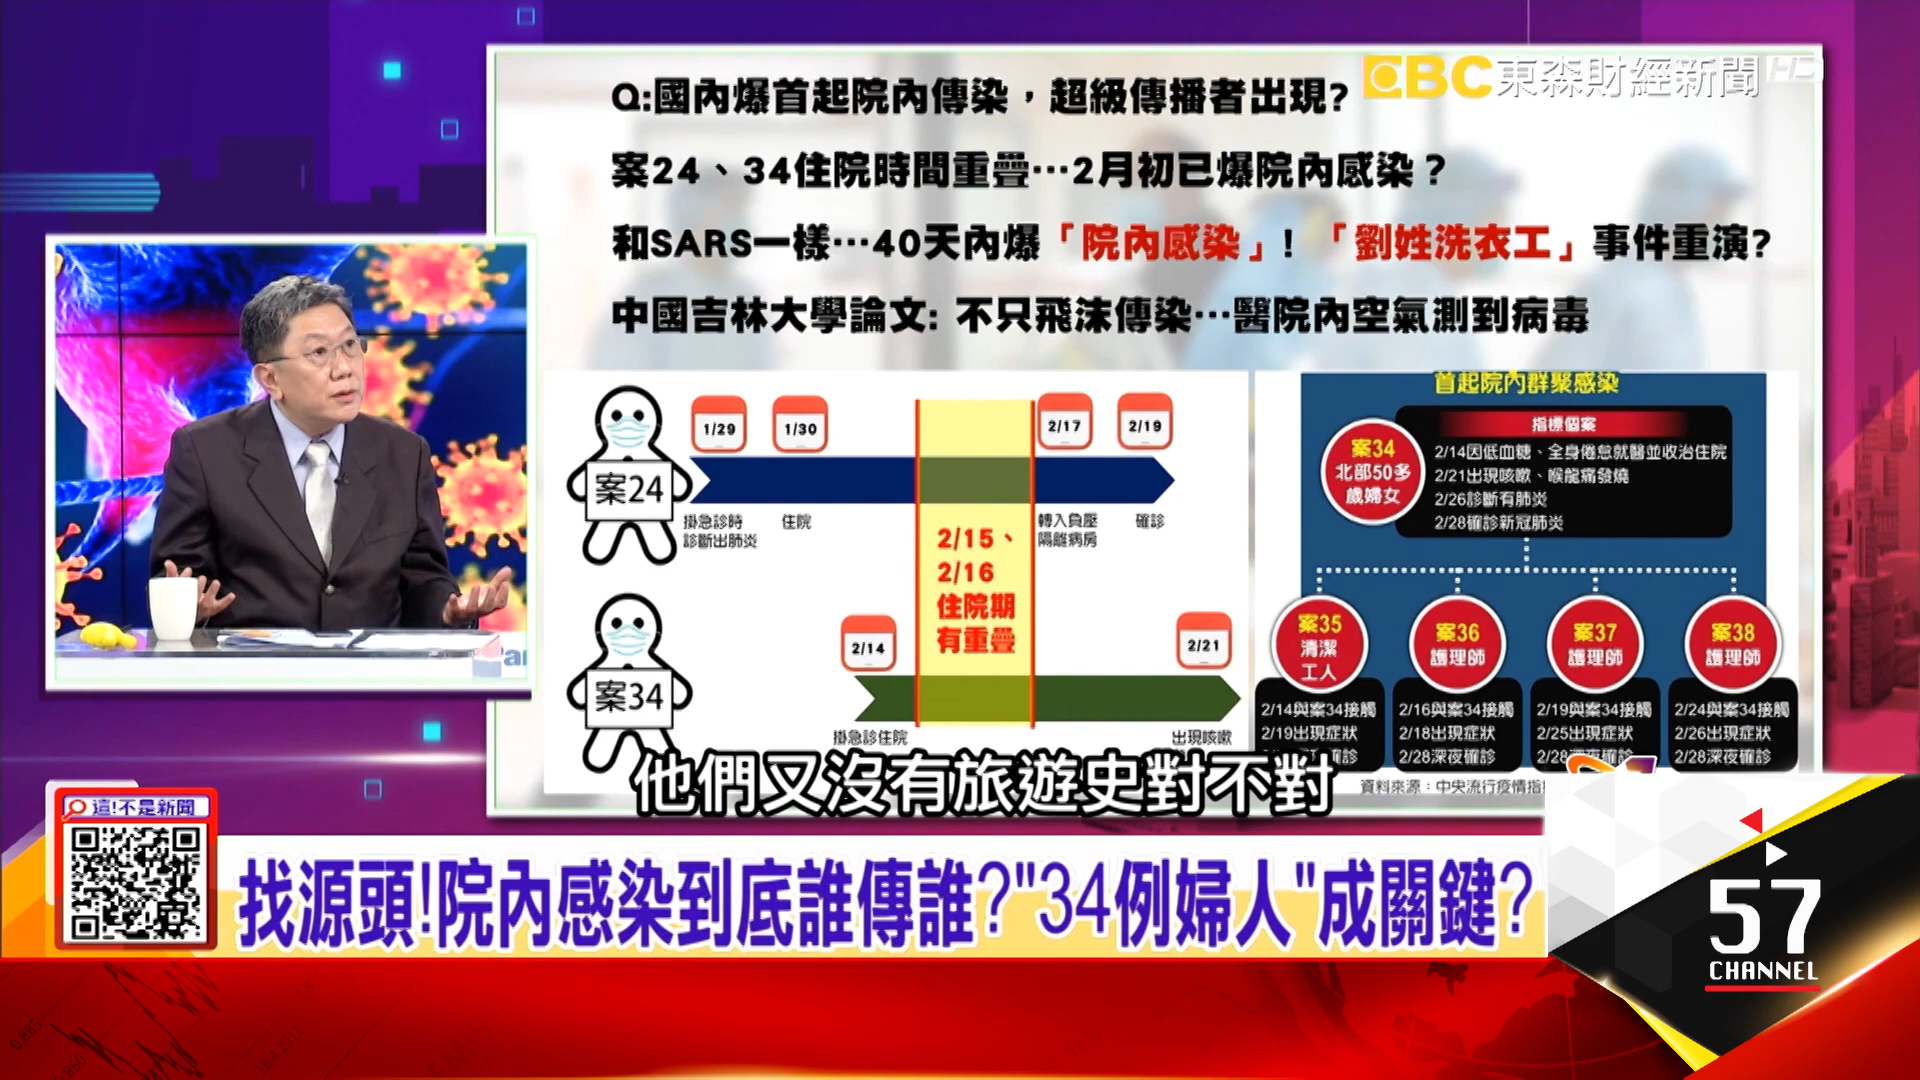 EBC東森財經新聞HD
Q:國內爆首起院內傳染，超級傳播者出現?
案24、34住院時間重疊…2月初已爆院內感染？
和SARS一樣…40天內爆「院內感染」!「劉姓洗衣工」事件重演?
中國吉林大學論文: 不只飛沫傳染…醫院內空氣測到病毒
案24
1/29
1/30
2/17
2/19
掛急診時
診斷出肺炎
住院
轉入負壓
隔離病房
確診
2/15、
2/16
住院期
有重疊
案34
2/14
2/21
掛急診住院
出現咳嗽
首起院內群聚感染
指標個案
案34
北部50多
歲婦女
2/14因低血糖、全身倦怠就醫並收治住院
2/21出現咳嗽、喉嚨痛發燒
2/26診斷有肺炎
2/28確診新冠肺炎
案35
清潔
工人
2/14與案34接觸
2/19出現症狀
案36
護理師
2/16與案34接觸
2/18出現症狀
2/28深夜確診
案37
護理師
2/19與案34接觸
2/25出現症狀
2/28深夜確診
案38
護理師
2/24與案34接觸
2/26出現症狀
2/28深夜確診
資料來源：中央流行疫情指
他們又沒有旅遊史對不對
這!不是新聞
找源頭!院內感染到底誰傳誰?"34例婦人"成關鍵?
57
CHANNEL